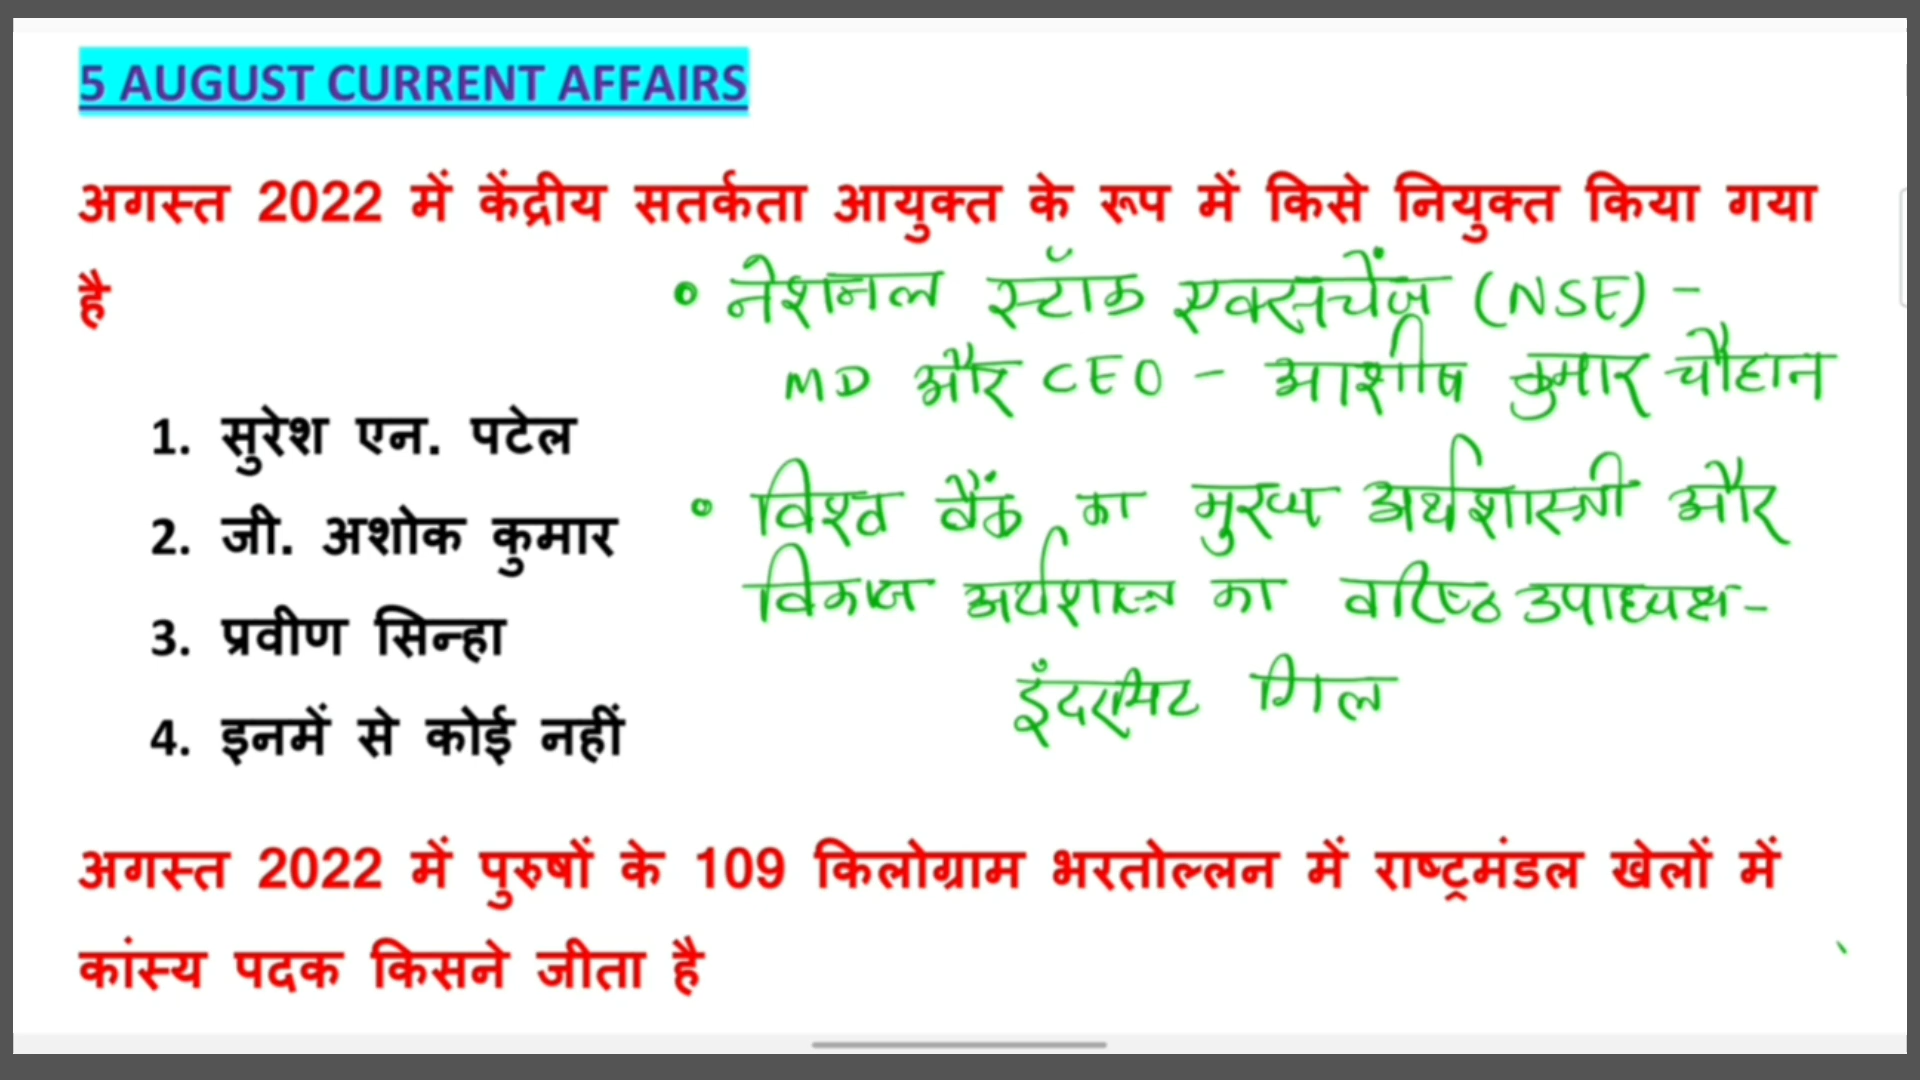 5 AUGUST CURRENT AFFAIRS
अगस्त 2022 में केंद्रीय सतर्कता आयुक्त के रूप में किसे नियुक्त किया गया
है
• नेशनल स्टॉक एक्सचेंज (NSE) -
MD और CEO - आशीष कुमार चौहान
1. सुरेश एन. पटेल
• विश्व बैंक का मुख्य अर्थशास्त्री और
2. जी. अशोक कुमार
विकास अर्थशास्त्र का वरिष्ठ उपाध्यक्ष-
3. प्रवीण सिन्हा
इँदरमिट गिल
4. इनमें से कोई नहीं
अगस्त 2022 में पुरुषों के 109 किलोग्राम भरतोल्लन में राष्ट्रमंडल खेलों में
कांस्य पदक किसने जीता है